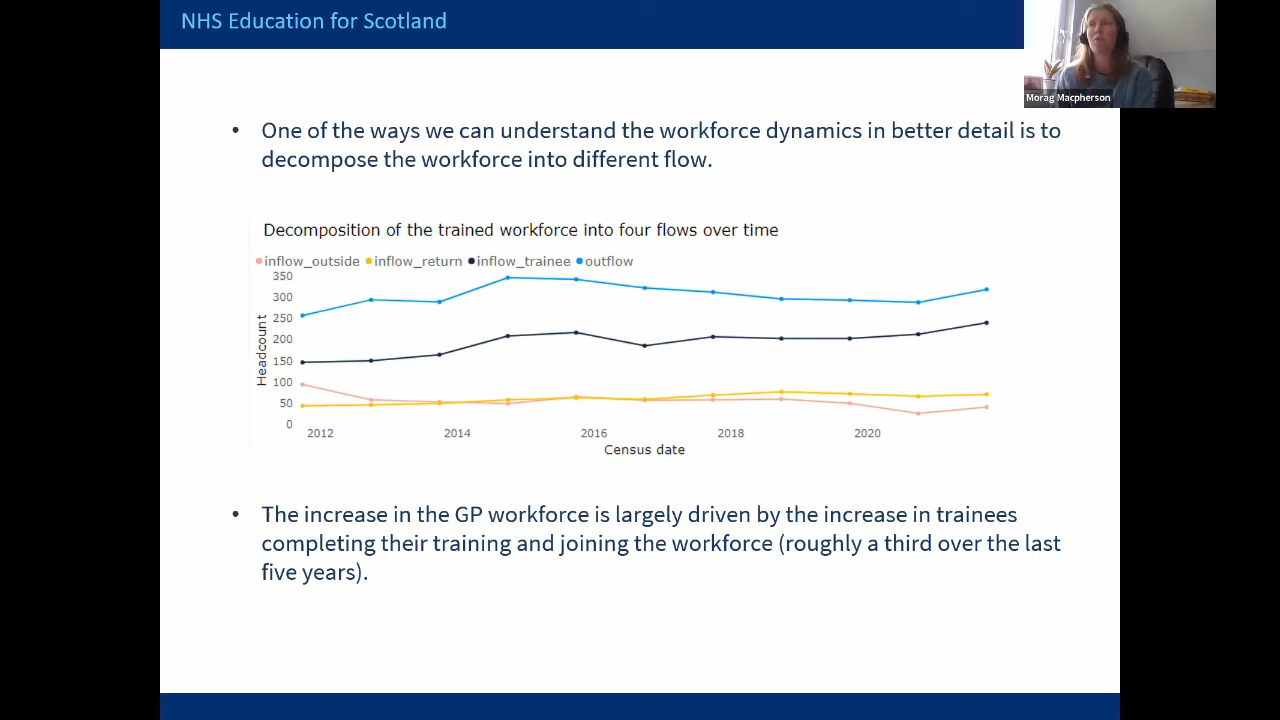 NHS Education for Scotland
Morag Macpherson
• One of the ways we can understand the workforce dynamics in better detail is to
decompose the workforce into different flow.
Decomposition of the trained workforce into four flows over time
inflow_outside inflow_return inflow_trainee outflow
350
300
250
200
150
100
50
0
Headcount
2012 2014 2016 2018 2020
Census date
• The increase in the GP workforce is largely driven by the increase in trainees
completing their training and joining the workforce (roughly a third over the last
five years).